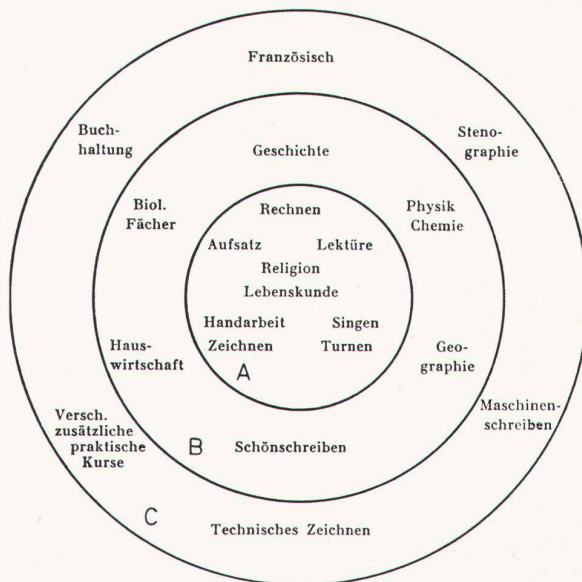 Französisch
Buch-
haltung
Steno-
graphie
Geschichte
Biol.
Fächer
Physik
Chemie
Rechnen
Aufsatz Lektüre
Religion
Lebenskunde
Handarbeit Singen
Zeichnen Turnen
A
Haus-
wirtschaft
Geo-
graphie
Versch.
zusätzliche
praktische
Kurse
Maschinen-
schreiben
B
Schönschreiben
C
Technisches Zeichnen